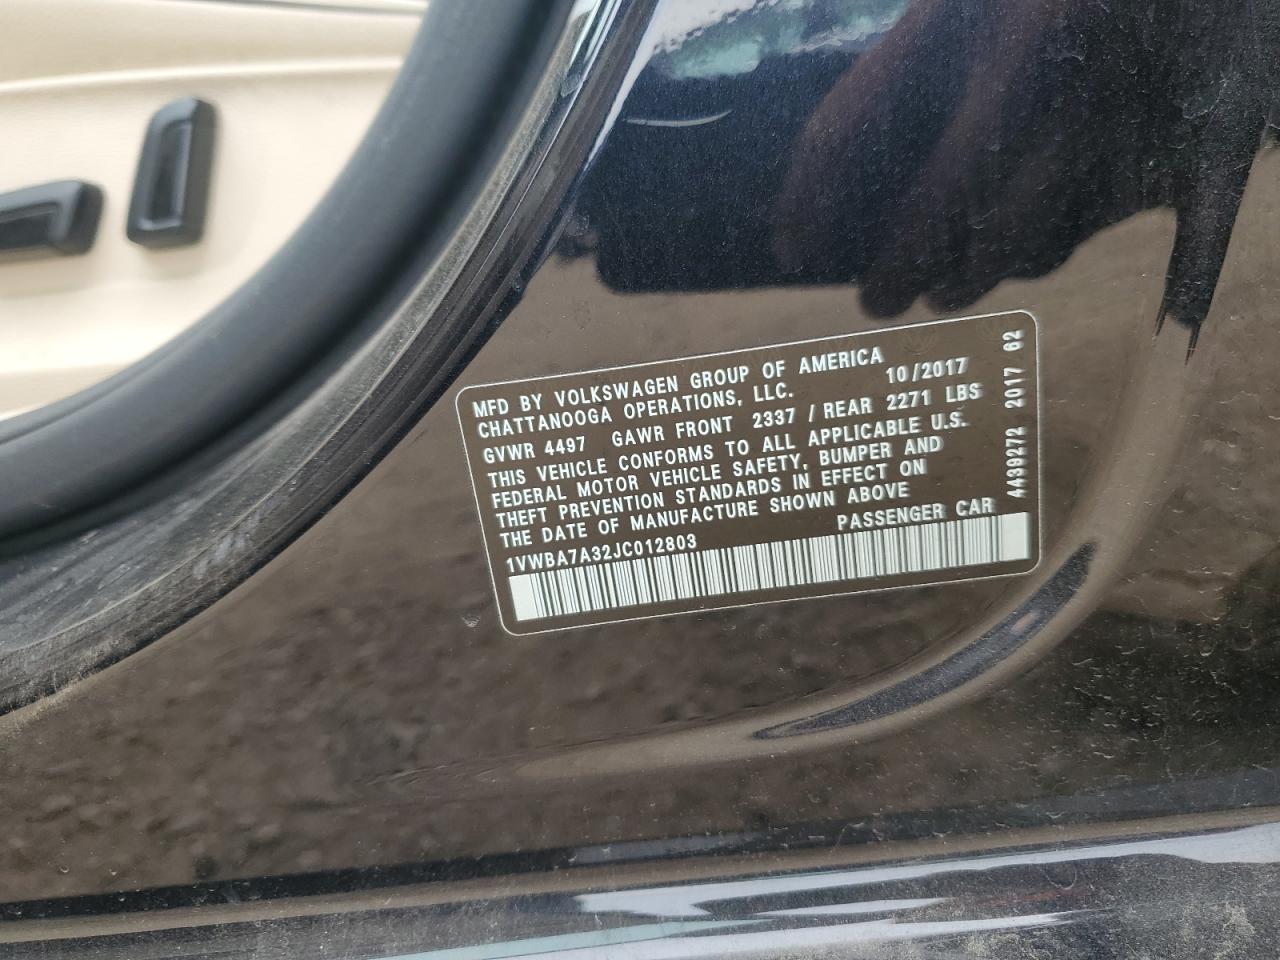 MFD BY VOLKSWAGEN GROUP OF AMERICA
CHATTANOOGA OPERATIONS, LLC. 10/2017
GVWR 4497 GAWR FRONT 2337 / REAR 2271 LBS
THIS VEHICLE CONFORMS TO ALL APPLICABLE U.S.
FEDERAL MOTOR VEHICLE SAFETY, BUMPER AND
THEFT PREVENTION STANDARDS IN EFFECT ON
THE DATE OF MANUFACTURE SHOWN ABOVE
1VWBA7A32JC012803 PASSENGER CAR
4439272 2017 62